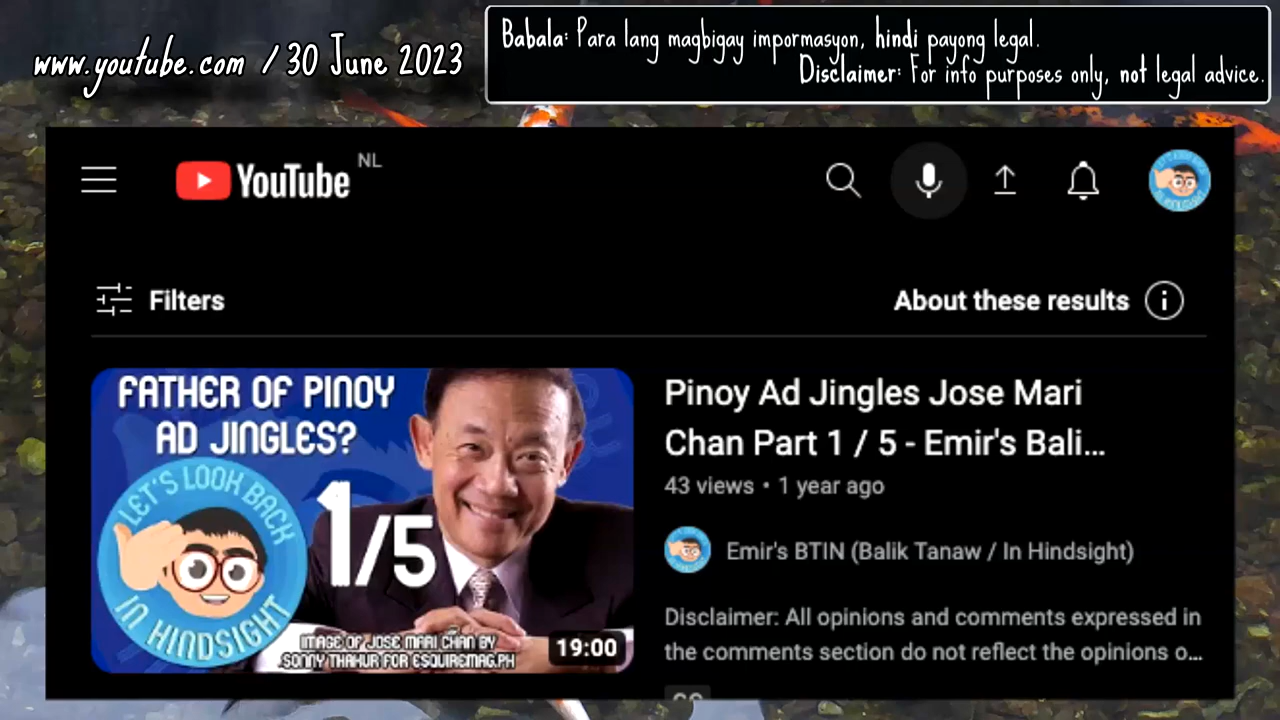 www.youtube.com / 30 June 2023
Babala: Para lang magbigay impormasyon, hindi payong legal.
Disclaimer: For info purposes only, not legal advice.
YouTube NL
Filters
About these results
FATHER OF PINOY
AD JINGLES?
LET'S LOOK BACK
IN HINDSIGHT
1/5
IMAGE OF JOSE MARI CHAN BY
SONNY THAKUR FOR ESQUIREMAG.PH
19:00
Pinoy Ad Jingles Jose Mari
Chan Part 1 / 5 - Emir's Bali...
43 views • 1 year ago
Emir's BTIN (Balik Tanaw / In Hindsight)
Disclaimer: All opinions and comments expressed in
the comments section do not reflect the opinions o...